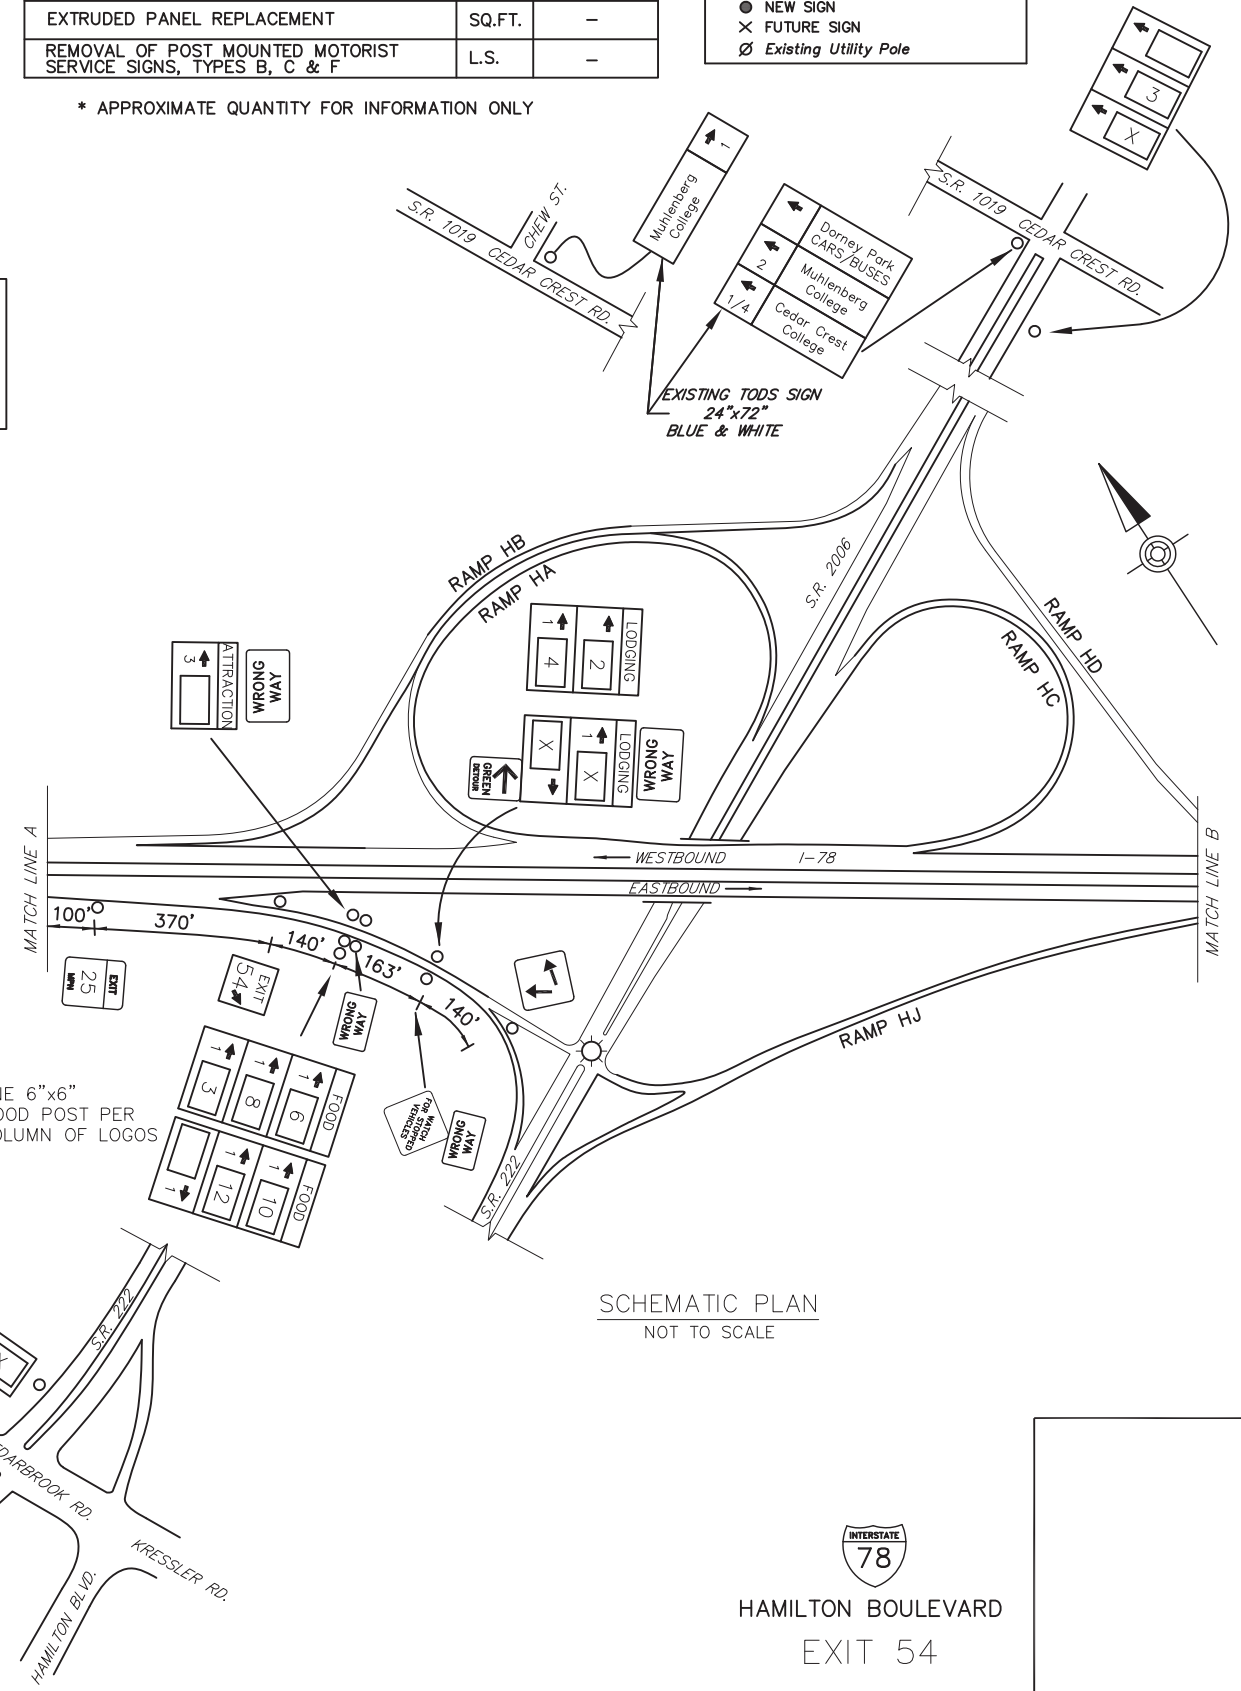 EXTRUDED PANEL REPLACEMENT SQ.FT. –
REMOVAL OF POST MOUNTED MOTORIST
SERVICE SIGNS, TYPES B, C & F L.S. –
* APPROXIMATE QUANTITY FOR INFORMATION ONLY
NEW SIGN
FUTURE SIGN
Existing Utility Pole
3
X
1
Muhlenberg
College
S.R. 1019 CEDAR CREST RD.
CHEW ST.
Dorney Park
CARS/BUSES
2
Muhlenberg
College
1/4
Cedar Crest
College
S.R. 1019 CEDAR CREST RD.
EXISTING TODS SIGN
24"x72"
BLUE & WHITE
S.R. 2006
RAMP HB
RAMP HA
RAMP HD
RAMP HC
LODGING
1
4
2
ATTRACTION
3
WRONG
WAY
LODGING
X
1
X
WRONG
WAY
GREEN
DETOUR
MATCH LINE A
WESTBOUND I-78
EASTBOUND
MATCH LINE B
100'
370'
140'
163'
140'
EXIT
25
MPH
EXIT
54
WRONG
WAY
WATCH
FOR STOPPED
VEHICLES
WRONG
WAY
RAMP HJ
FOOD
1
3
1
8
1
6
FOOD
1
1
12
1
10
NE 6"x6"
OOD POST PER
OLUMN OF LOGOS
S.R. 222
S.R. 222
X
SCHEMATIC PLAN
NOT TO SCALE
EDARBROOK RD.
KRESSLER RD.
HAMILTON BLVD.
INTERSTATE
78
HAMILTON BOULEVARD
EXIT 54